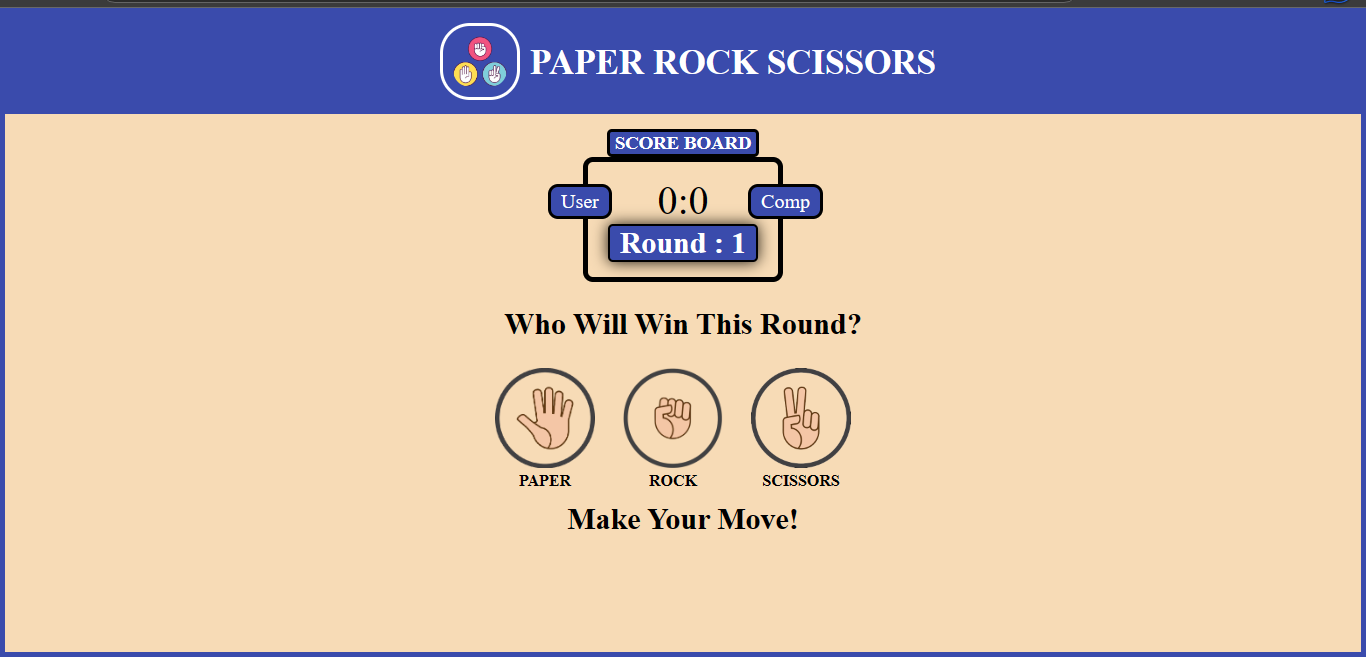 PAPER ROCK SCISSORS
SCORE BOARD
User 0:0 Comp
Round : 1
Who Will Win This Round?
PAPER ROCK SCISSORS
Make Your Move!